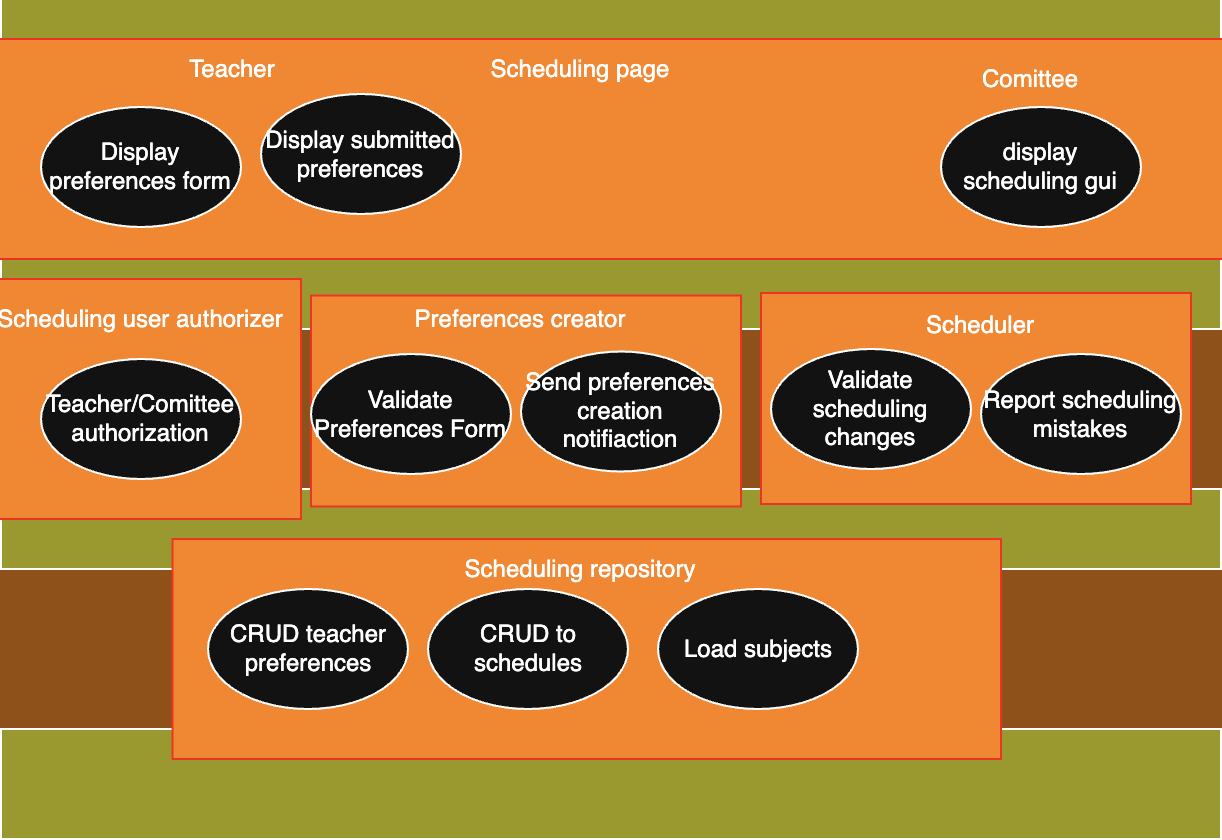 Teacher
Scheduling page
Comittee
Display
preferences form
Display submitted
preferences
display
scheduling gui
Scheduling user authorizer
Teacher/Comittee
authorization
Preferences creator
Validate
Preferences Form
Send preferences
creation
notifiaction
Scheduler
Validate
scheduling
changes
Report scheduling
mistakes
Scheduling repository
CRUD teacher
preferences
CRUD to
schedules
Load subjects